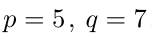 p = 5 , q = 7